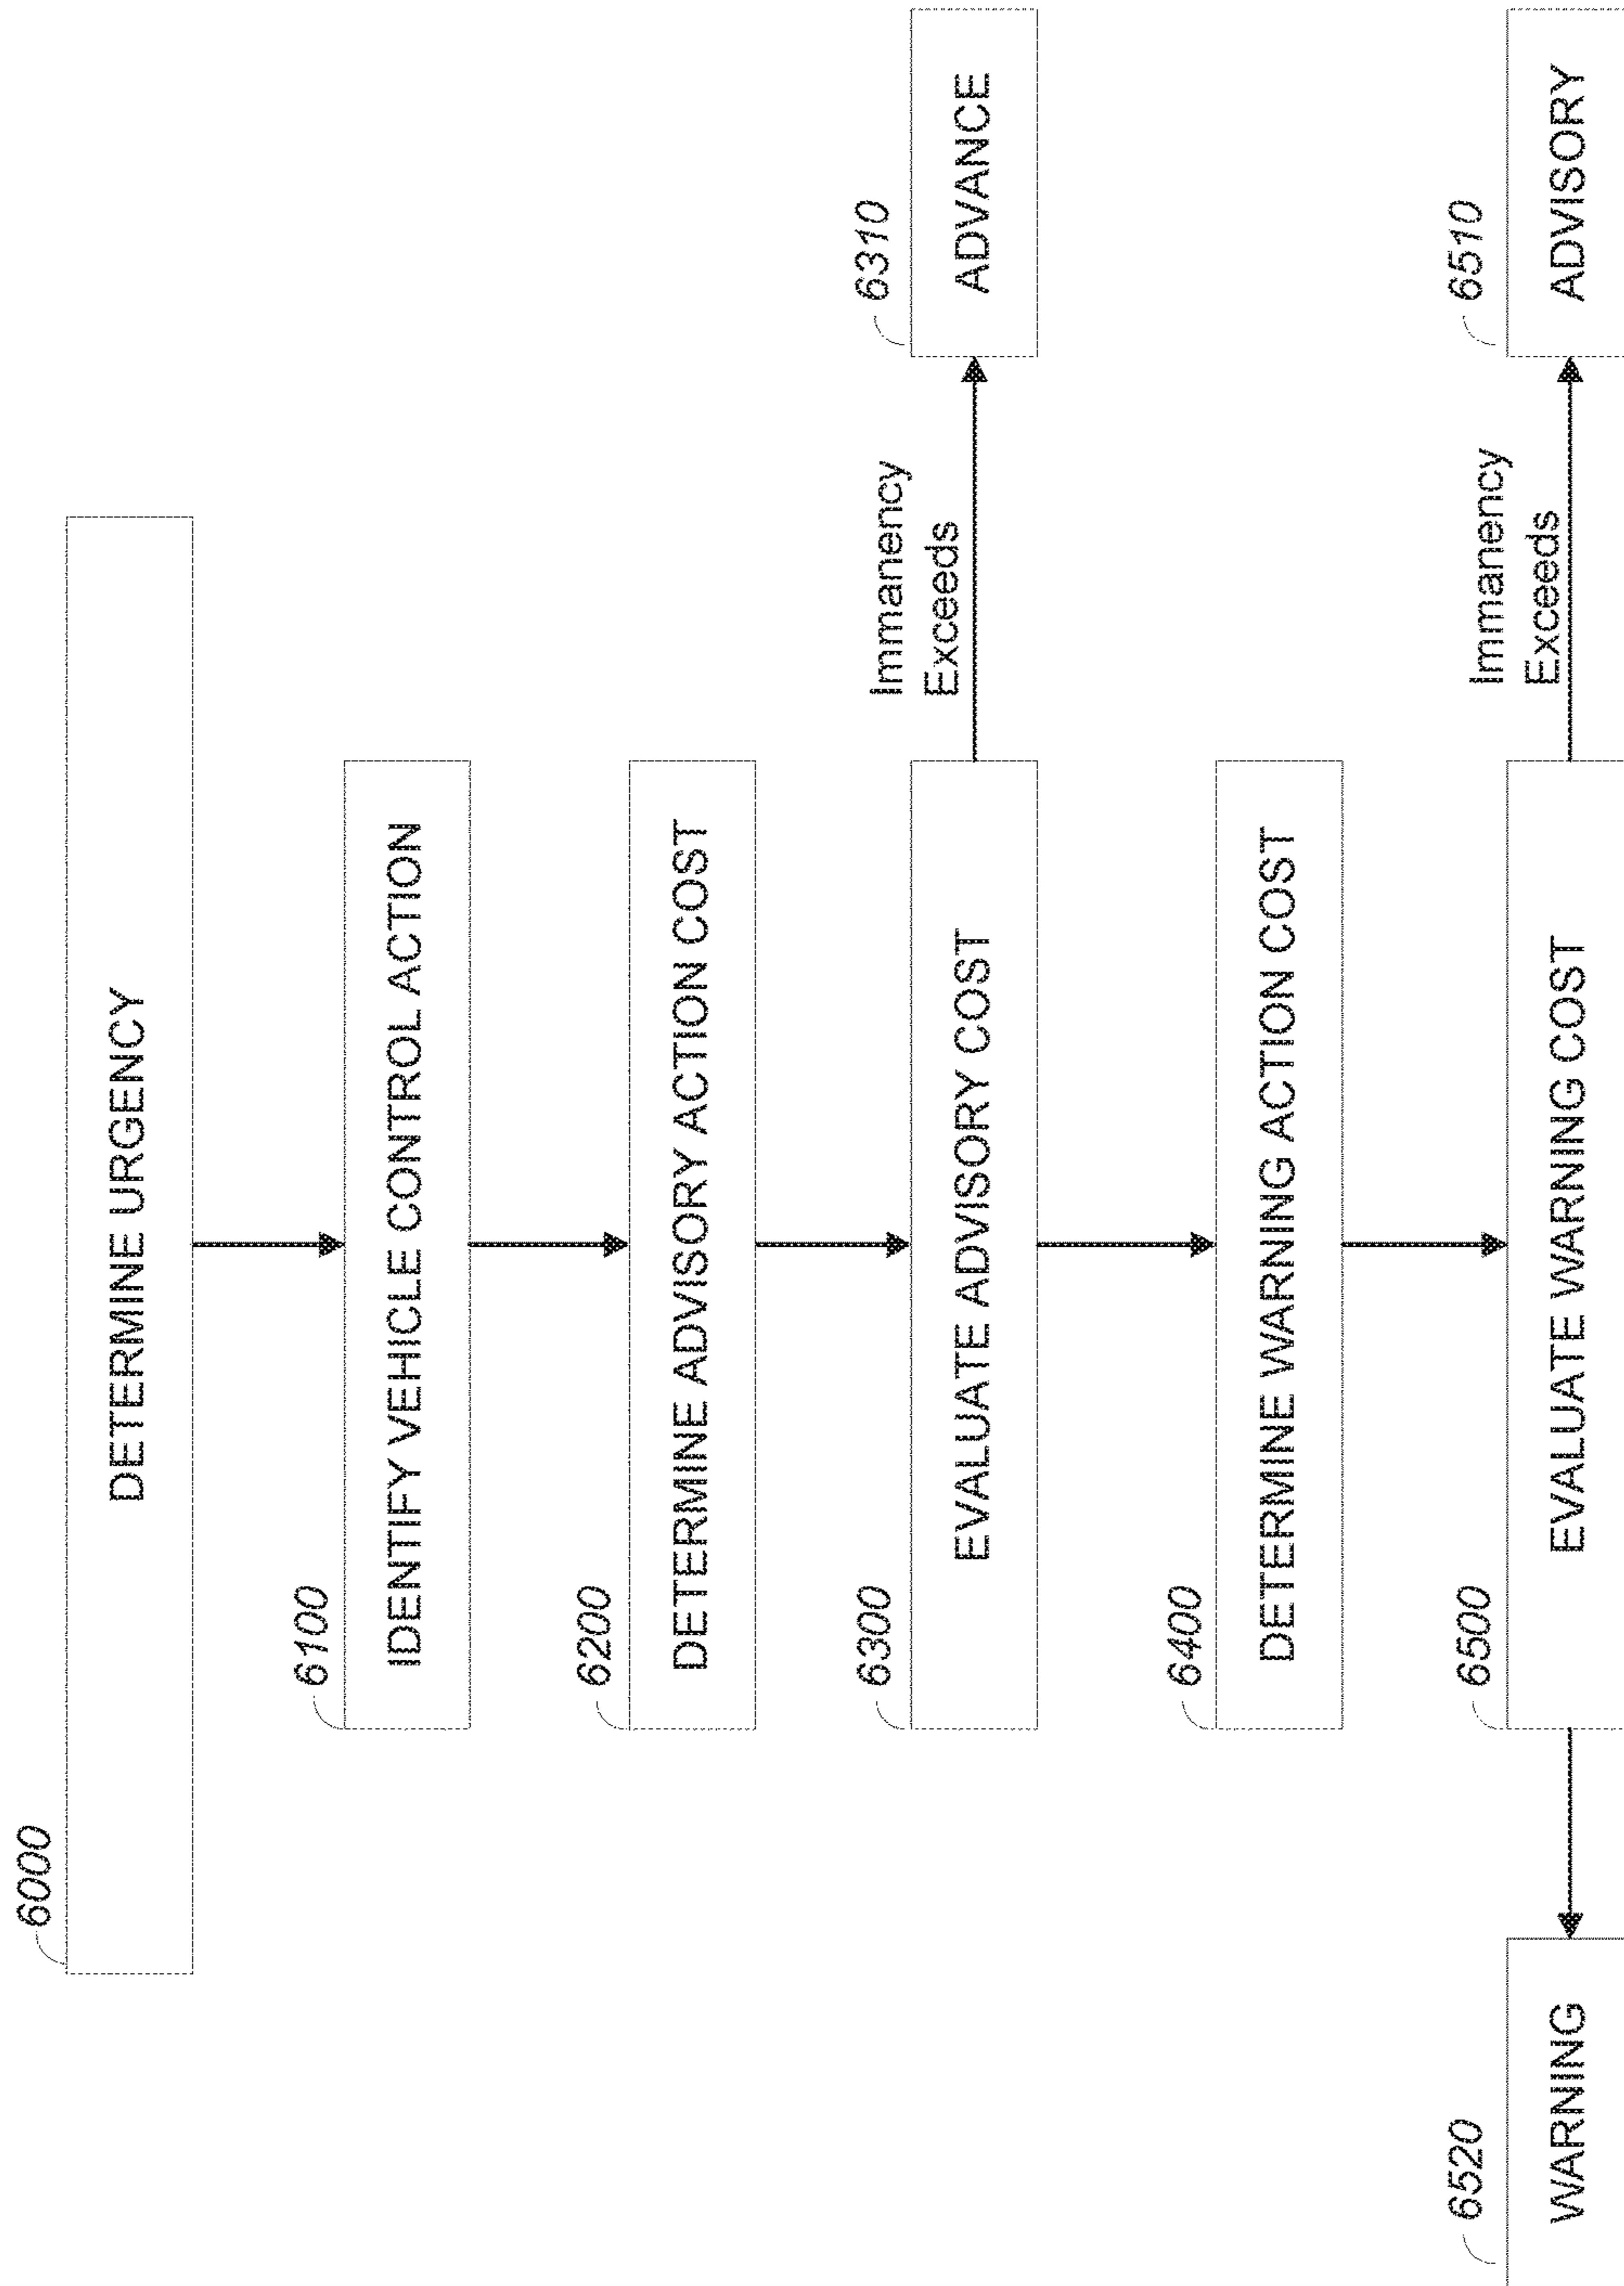 6000
DETERMINE URGENCY
6100
IDENTIFY VEHICLE CONTROL ACTION
6200
DETERMINE ADVISORY ACTION COST
6300
EVALUATE ADVISORY COST
Immanency
Exceeds
6310
ADVANCE
6400
DETERMINE WARNING ACTION COST
6520
WARNING
6500
EVALUATE WARNING COST
Immanency
Exceeds
6510
ADVISORY